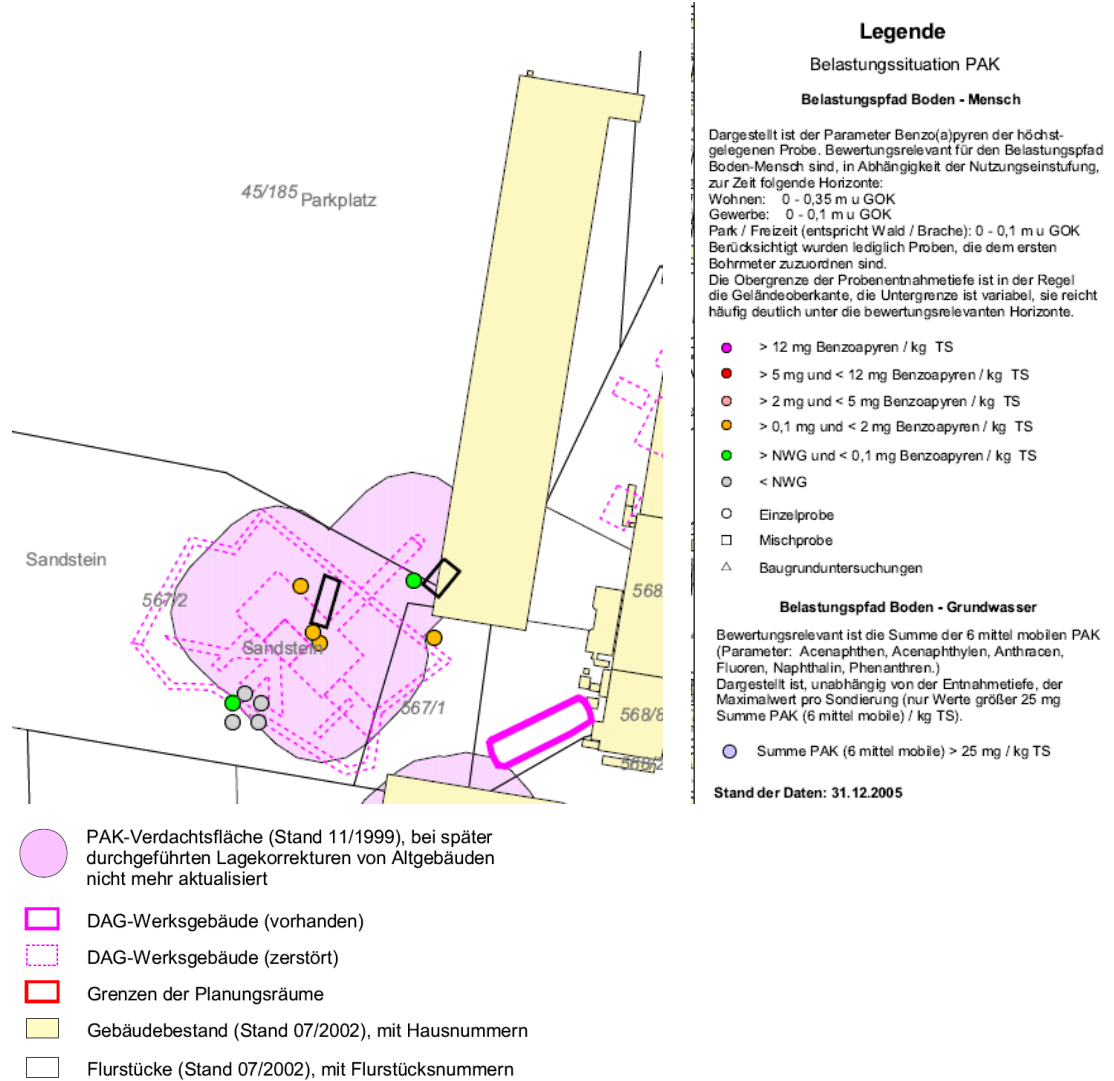 45/185 Parkplatz
Sandstein
567/2
Sandstein
567/1
568
568/8
Legende
Belastungssituation PAK
Belastungspfad Boden - Mensch
Dargestellt ist der Parameter Benzo(a)pyren der höchst-
gelegenen Probe. Bewertungsrelevant für den Belastungspfad
Boden-Mensch sind, in Abhängigkeit der Nutzungseinstufung,
zur Zeit folgende Horizonte:
Wohnen: 0 - 0,35 m u GOK
Gewerbe: 0 - 0,1 m u GOK
Park / Freizeit (entspricht Wald / Brache): 0 - 0,1 m u GOK
Berücksichtigt wurden lediglich Proben, die dem ersten
Bohrmeter zuzuordnen sind.
Die Obergrenze der Probenentnahmetiefe ist in der Regel
die Geländeoberkante, die Untergrenze ist variabel, sie reicht
häufig deutlich unter die bewertungsrelevanten Horizonte.
> 12 mg Benzoapyren / kg TS
> 5 mg und < 12 mg Benzoapyren / kg TS
> 2 mg und < 5 mg Benzoapyren / kg TS
> 0,1 mg und < 2 mg Benzoapyren / kg TS
> NWG und < 0,1 mg Benzoapyren / kg TS
< NWG
Einzelprobe
Mischprobe
Baugrunduntersuchungen
Belastungspfad Boden - Grundwasser
Bewertungsrelevant ist die Summe der 6 mittel mobilen PAK
(Parameter: Acenaphthen, Acenaphthylen, Anthracen,
Fluoren, Naphthalin, Phenanthren.)
Dargestellt ist, unabhängig von der Entnahmetiefe, der
Maximalwert pro Sondierung (nur Werte größer 25 mg
Summe PAK (6 mittel mobile) / kg TS).
Summe PAK (6 mittel mobile) > 25 mg / kg TS
Stand der Daten: 31.12.2005
PAK-Verdachtsfläche (Stand 11/1999), bei später
durchgeführten Lagekorrekturen von Altgebäuden
nicht mehr aktualisiert
DAG-Werksgebäude (vorhanden)
DAG-Werksgebäude (zerstört)
Grenzen der Planungsräume
Gebäudebestand (Stand 07/2002), mit Hausnummern
Flurstücke (Stand 07/2002), mit Flurstücksnummern